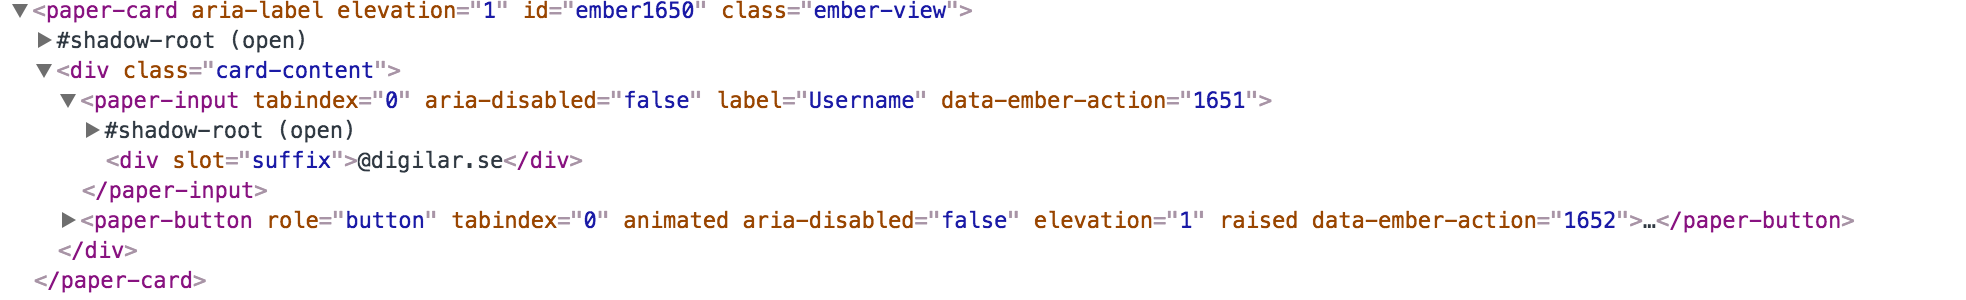 ▼<paper-card aria-label elevation="1" id="ember1650" class="ember-view">
▶#shadow-root (open)
▼<div class="card-content">
▼<paper-input tabindex="0" aria-disabled="false" label="Username" data-ember-action="1651">
▶#shadow-root (open)
<div slot="suffix">@digilar.se</div>
</paper-input>
▶<paper-button role="button" tabindex="0" animated aria-disabled="false" elevation="1" raised data-ember-action="1652">…</paper-button>
</div>
</paper-card>